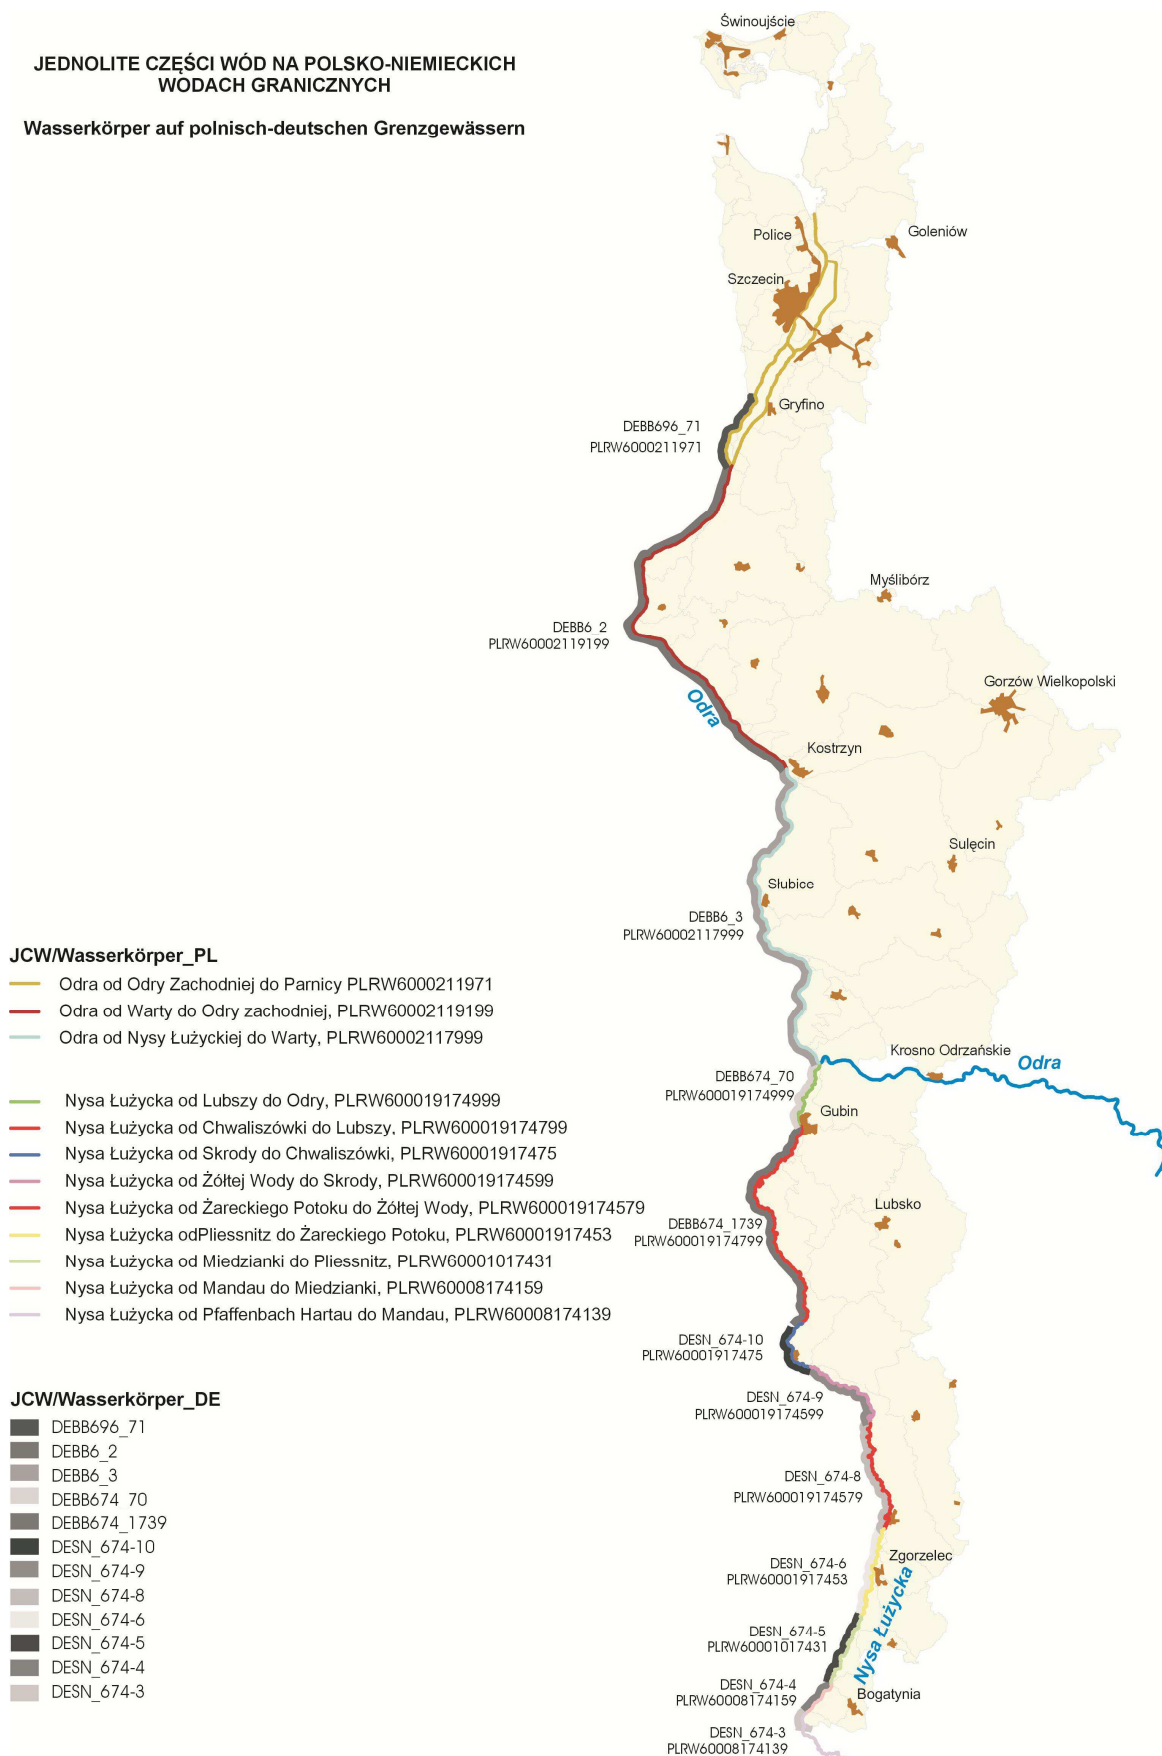 JEDNOLITE CZĘŚCI WÓD NA POLSKO-NIEMIECKICH
WODACH GRANICZNYCH
Wasserkörper auf polnisch-deutschen Grenzgewässern
Świnoujście
Police
Goleniów
Szczecin
Gryfino
DEBB696_71
PLRW6000211971
Myślibórz
DEBB6_2
PLRW60002119199
Gorzów Wielkopolski
Odra
Kostrzyn
Sulęcin
Słubice
DEBB6_3
PLRW60002117999
Krosno Odrzańskie
Odra
DEBB674_70
PLRW600019174999
Gubin
Lubsko
DEBB674_1739
PLRW600019174799
DESN_674-10
PLRW60001917475
DESN_674-9
PLRW600019174599
DESN_674-8
PLRW600019174579
Zgorzelec
DESN_674-6
PLRW60001917453
Nysa Łużycka
DESN_674-5
PLRW60001017431
DESN_674-4
PLRW60008174159
Bogatynia
DESN_674-3
PLRW60008174139
JCW/Wasserkörper_PL
Odra od Odry Zachodniej do Parnicy PLRW6000211971
Odra od Warty do Odry zachodniej, PLRW60002119199
Odra od Nysy Łużyckiej do Warty, PLRW60002117999
Nysa Łużycka od Lubszy do Odry, PLRW600019174999
Nysa Łużycka od Chwaliszówki do Lubszy, PLRW600019174799
Nysa Łużycka od Skrody do Chwaliszówki, PLRW60001917475
Nysa Łużycka od Żółtej Wody do Skrody, PLRW600019174599
Nysa Łużycka od Żareckiego Potoku do Żółtej Wody, PLRW600019174579
Nysa Łużycka odPliessnitz do Żareckiego Potoku, PLRW60001917453
Nysa Łużycka od Miedzianki do Pliessnitz, PLRW60001017431
Nysa Łużycka od Mandau do Miedzianki, PLRW60008174159
Nysa Łużycka od Pfaffenbach Hartau do Mandau, PLRW60008174139
JCW/Wasserkörper_DE
DEBB696_71
DEBB6_2
DEBB6_3
DEBB674_70
DEBB674_1739
DESN_674-10
DESN_674-9
DESN_674-8
DESN_674-6
DESN_674-5
DESN_674-4
DESN_674-3